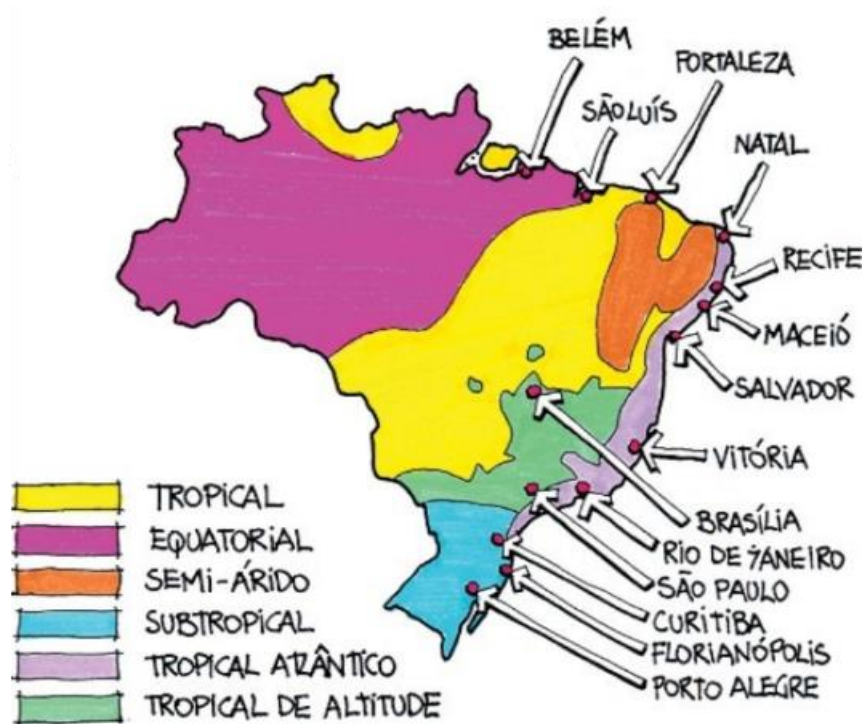 BELÉM
FORTALEZA
SÃO LUÍS
NATAL
RECIFE
MACEIÓ
SALVADOR
VITÓRIA
BRASÍLIA
RIO DE JANEIRO
SÃO PAULO
CURITIBA
FLORIANÓPOLIS
PORTO ALEGRE
TROPICAL
EQUATORIAL
SEMI-ÁRIDO
SUBTROPICAL
TROPICAL ATLÂNTICO
TROPICAL DE ALTITUDE